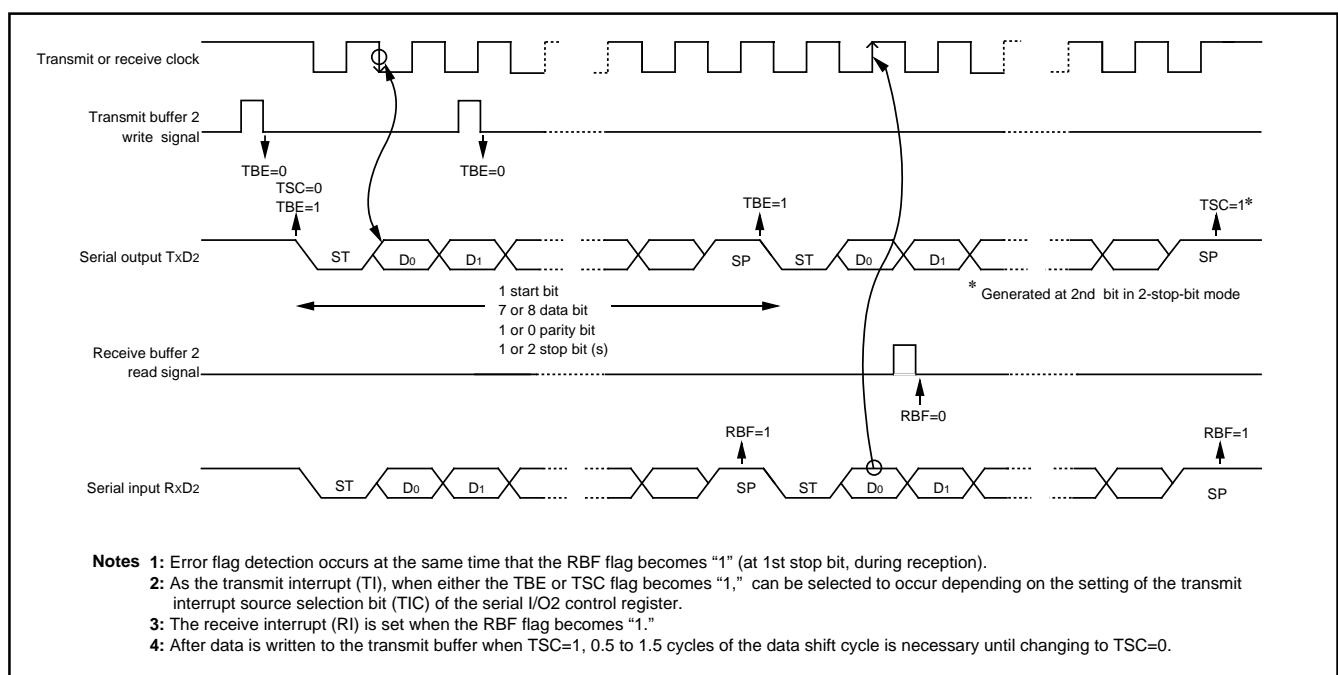 Transmit or receive clock
Transmit buffer 2
write signal
TBE=0
TSC=0
TBE=1
TBE=0
TBE=1
TSC=1*
Serial output TxD2
ST
D0
D1
SP
ST
D0
D1
SP
* Generated at 2nd bit in 2-stop-bit mode
1 start bit
7 or 8 data bit
1 or 0 parity bit
1 or 2 stop bit (s)
Receive buffer 2
read signal
RBF=0
RBF=1
RBF=1
Serial input RxD2
ST
D0
D1
SP
ST
D0
D1
SP
Notes 1: Error flag detection occurs at the same time that the RBF flag becomes “1” (at 1st stop bit, during reception).
2: As the transmit interrupt (TI), when either the TBE or TSC flag becomes “1,” can be selected to occur depending on the setting of the transmit
interrupt source selection bit (TIC) of the serial I/O2 control register.
3: The receive interrupt (RI) is set when the RBF flag becomes “1.”
4: After data is written to the transmit buffer when TSC=1, 0.5 to 1.5 cycles of the data shift cycle is necessary until changing to TSC=0.